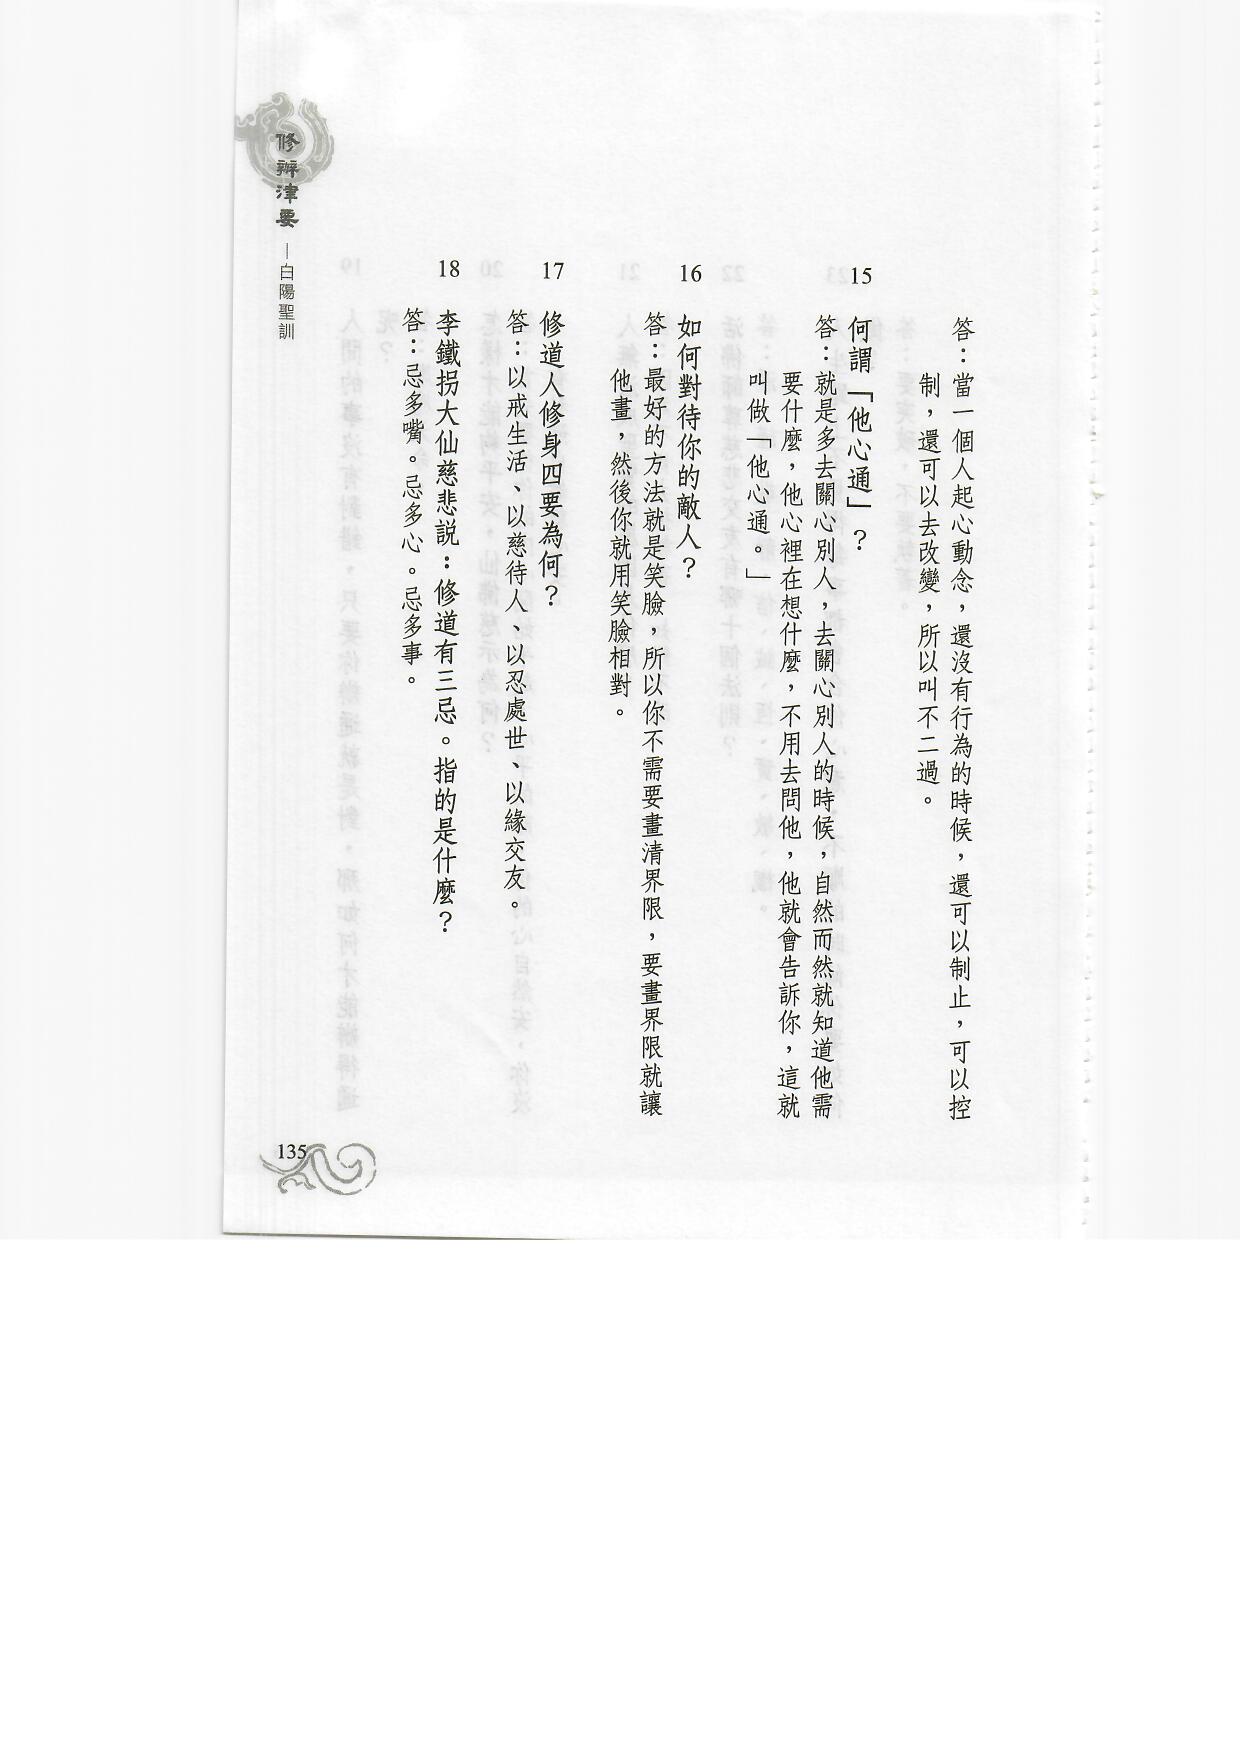 答：當一個人起心動念，還沒有行為的時候，還可以制止，可以控
制，還可以去改變，所以叫不二過。
15
何謂「他心通」？
答：就是多去關心別人，去關心別人的時候，自然而然就知道他需
要什麼，他心裡在想什麼，不用去問他，他就會告訴你，這就
叫做「他心通。」
16
如何對待你的敵人？
答：最好的方法就是笑臉，所以你不需要畫清界限，要畫界限就讓
他畫，然後你就用笑臉相對。
17
修道人修身四要為何？
答：以戒生活、以慈待人、以忍處世、以緣交友。
18
李鐵拐大仙慈悲說：修道有三忌。指的是什麼？
答：忌多嘴。忌多心。忌多事。
修辦津要－白陽聖訓
135